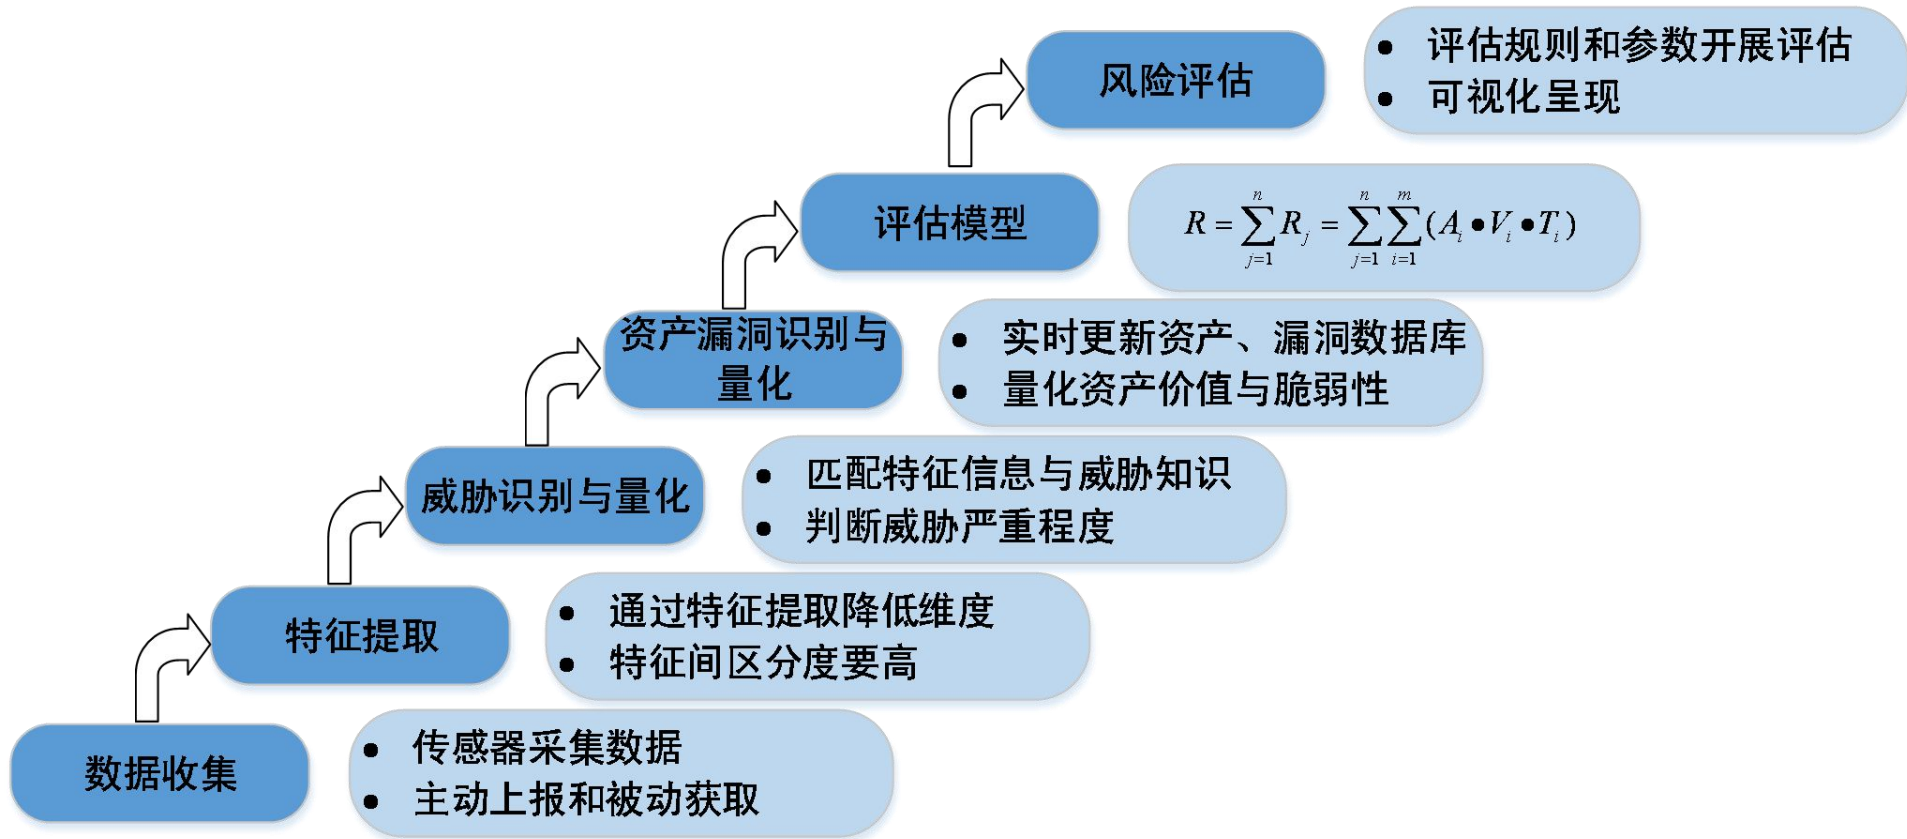 风险评估
• 评估规则和参数开展评估
• 可视化呈现
评估模型
R = \sum_{j=1}^{n} R_j = \sum_{j=1}^{n} \sum_{i=1}^{m} (A_i • V_i • T_i)
资产漏洞识别与
量化
• 实时更新资产、漏洞数据库
• 量化资产价值与脆弱性
威胁识别与量化
• 匹配特征信息与威胁知识
• 判断威胁严重程度
特征提取
• 通过特征提取降低维度
• 特征间区分度要高
数据收集
• 传感器采集数据
• 主动上报和被动获取